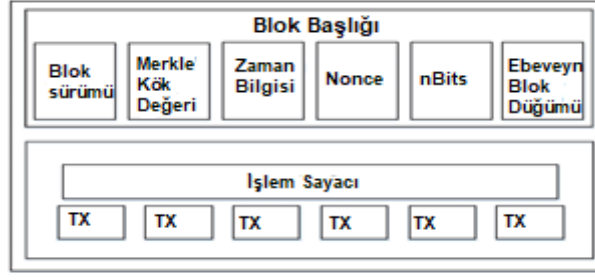 Blok Başlığı
Blok
sürümü
Merkle
Kök
Değeri
Zaman
Bilgisi
Nonce
nBits
Ebeveyn
Blok
Düğümü
İşlem Sayacı
TX
TX
TX
TX
TX
TX